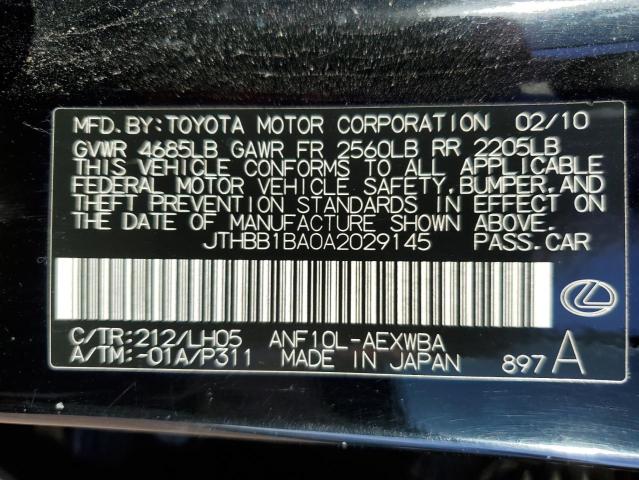 MFD. BY: TOYOTA MOTOR CORPORATION 02/10
GVWR 4685LB GAWR FR 2560LB RR 2205LB
THIS VEHICLE CONFORMS TO ALL APPLICABLE
FEDERAL MOTOR VEHICLE SAFETY, BUMPER, AND
THEFT PREVENTION STANDARDS IN EFFECT ON
THE DATE OF MANUFACTURE SHOWN ABOVE.
JTHBB1BA0A2029145 PASS. CAR
C/TR: 212/LH05 ANF10L-AEXWBA
A/TM: -01A/P311 MADE IN JAPAN 897A